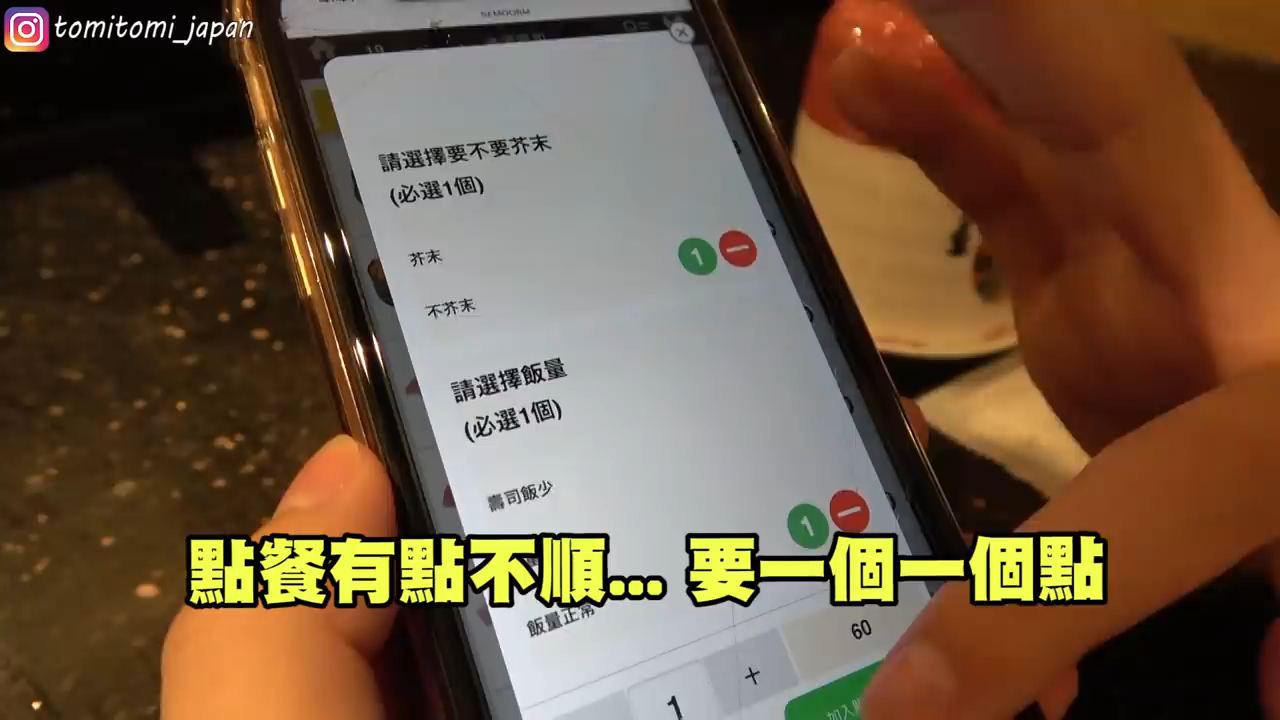 tomitomi_japan
請選擇要不要芥末
(必選1個)
芥末
1
不芥末
請選擇飯量
(必選1個)
壽司飯少
1
點餐有點不順... 要一個一個點
飯量正常
60
1 +
加入